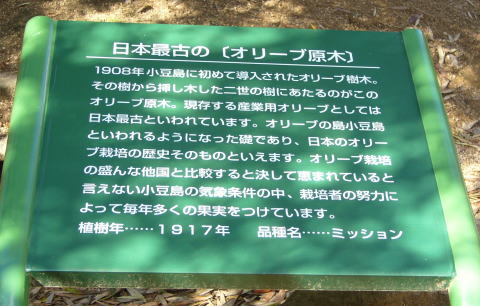 日本最古の〔オリーブ原木〕
1908年小豆島に初めて導入されたオリーブ樹木。
その樹から挿し木した二世の樹にあたるのがこの
オリーブ原木。現存する産業用オリーブとしては
日本最古といわれています。オリーブの島小豆島
といわれるようになった礎であり、日本のオリー
ブ栽培の歴史そのものといえます。オリーブ栽培
の盛んな他国と比較すると決して恵まれていると
言えない小豆島の気象条件の中、栽培者の努力に
よって毎年多くの果実をつけています。
植樹年……1917年　品種名……ミッション